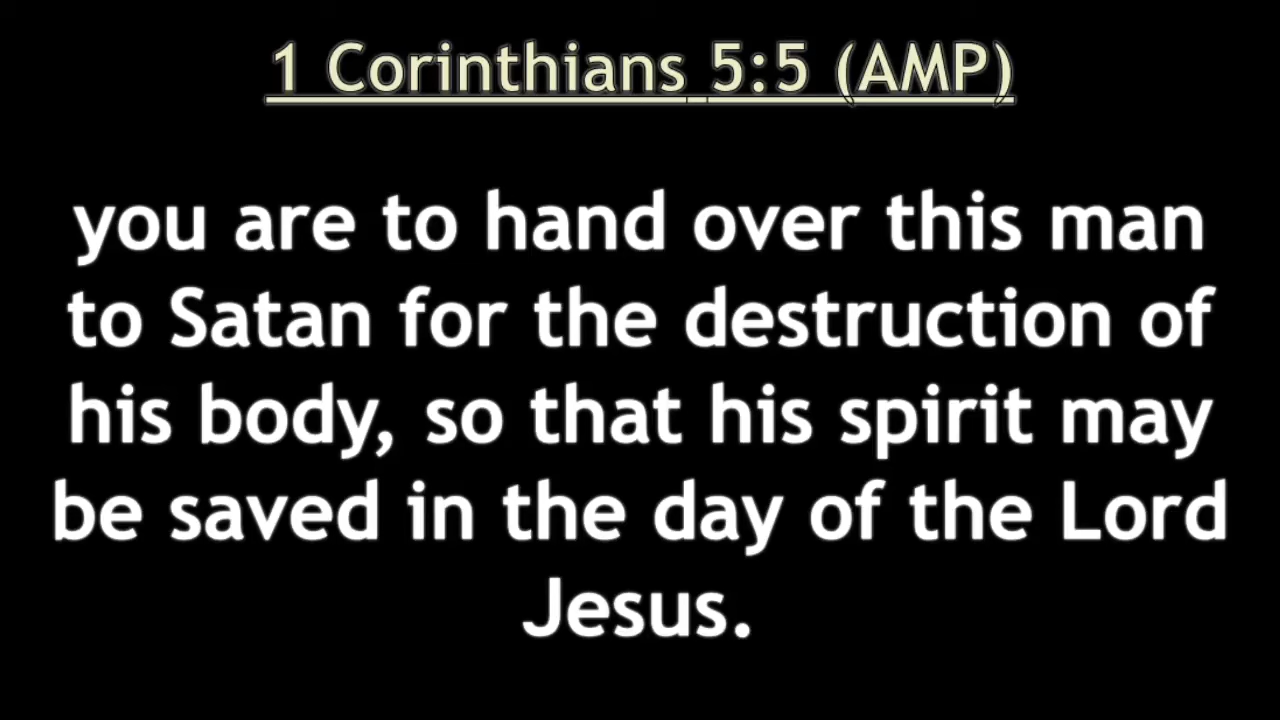 1 Corinthians 5:5 (AMP)
you are to hand over this man
to Satan for the destruction of
his body, so that his spirit may
be saved in the day of the Lord
Jesus.